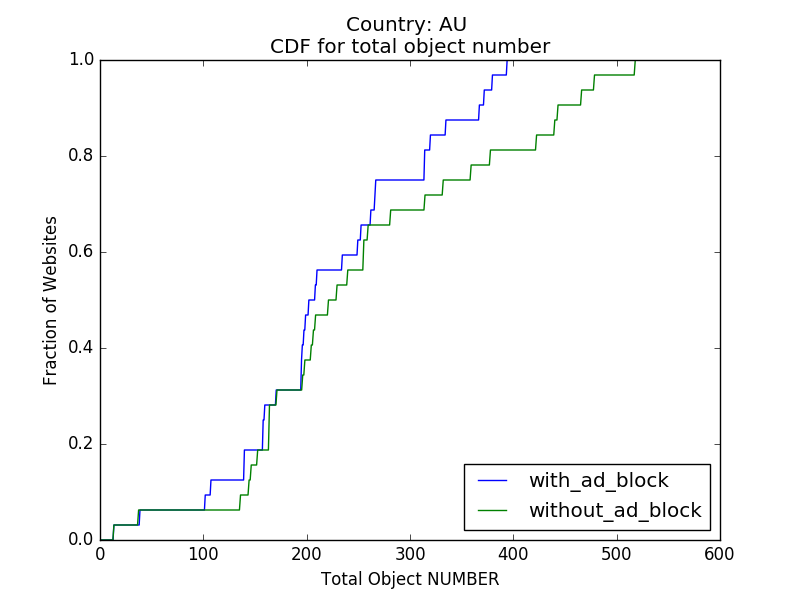 Country: AU
CDF for total object number
1.0
0.8
0.6
0.4
0.2
0.0
Fraction of Websites
with_ad_block
without_ad_block
0 100 200 300 400 500 600
Total Object NUMBER